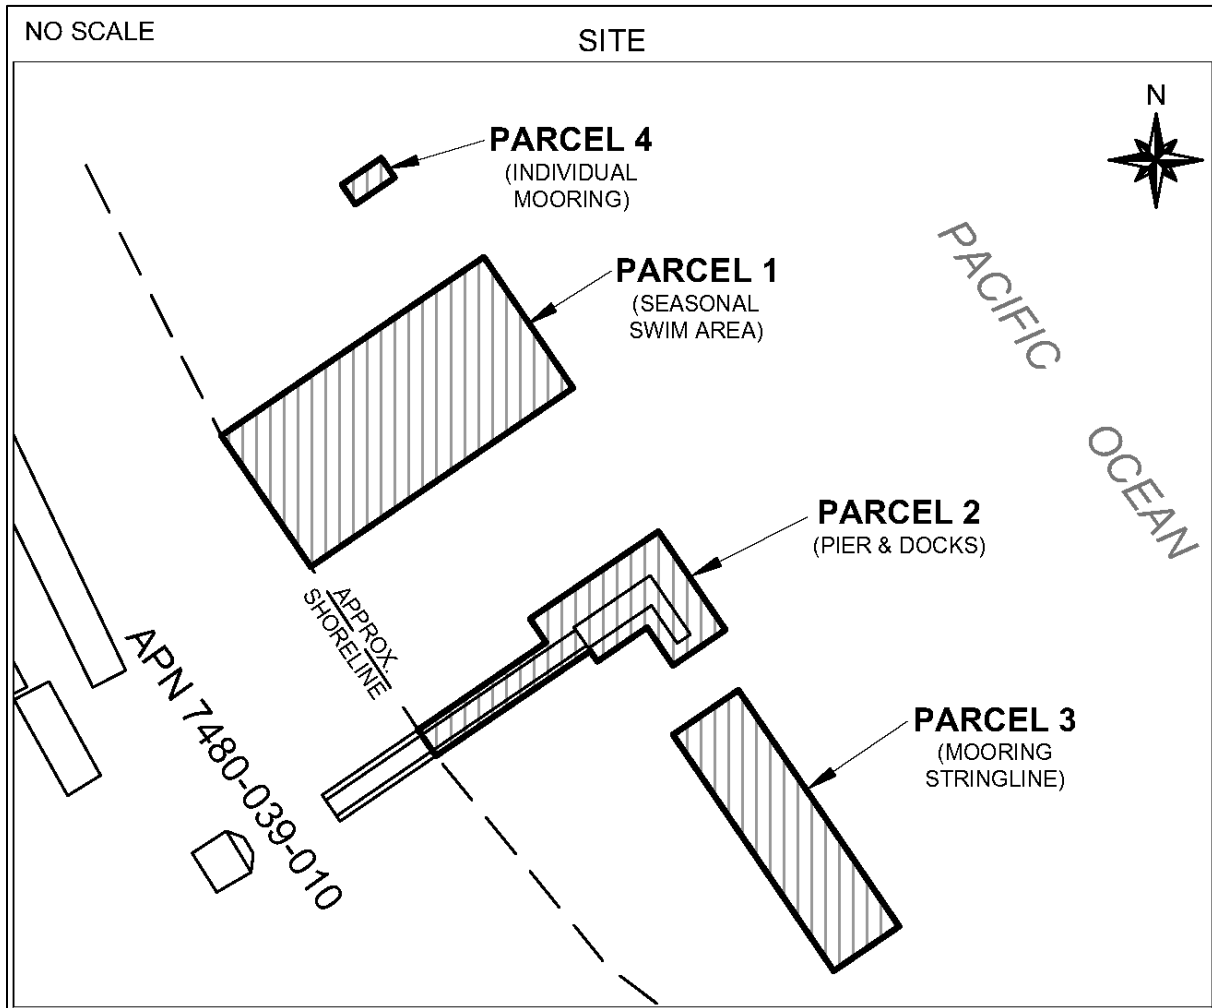 NO SCALE
SITE
N
PARCEL 4
(INDIVIDUAL
MOORING)
PARCEL 1
(SEASONAL
SWIM AREA)
PACIFIC
OCEAN
PARCEL 2
(PIER & DOCKS)
APPROX.
SHORELINE
APN 7480-039-010
PARCEL 3
(MOORING
STRINGLINE)